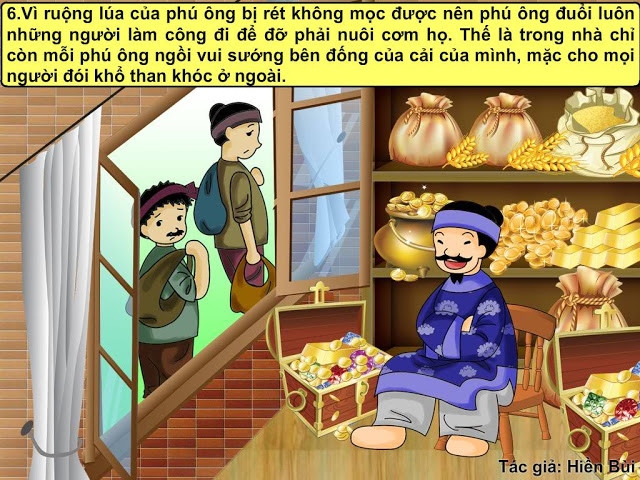 6.Vì ruộng lúa của phú ông bị rét không mọc được nên phú ông đuổi luôn
những người làm công đi để đỡ phải nuôi cơm họ. Thế là trong nhà chỉ
còn mỗi phú ông ngồi vui sướng bên đống của cải của mình, mặc cho mọi
người đói khổ than khóc ở ngoài.
Tác giả: Hiên Bùi